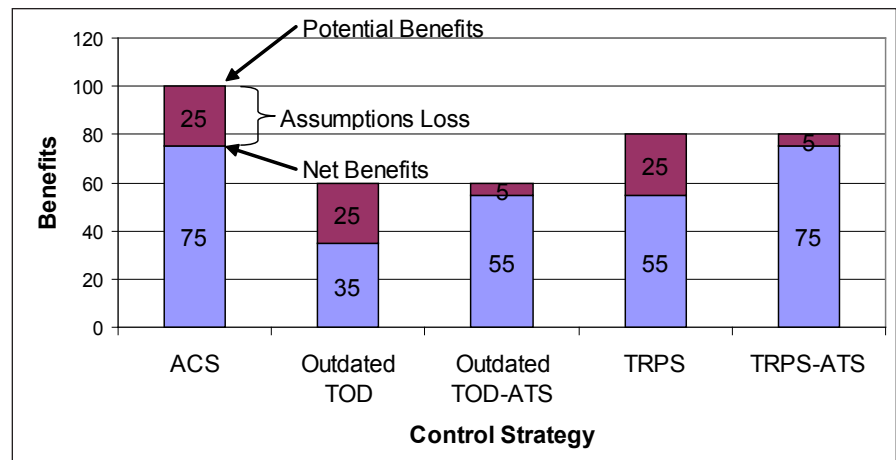 Potential Benefits
Assumptions Loss
Net Benefits
Benefits
120
100
80
60
40
20
0
25
75
25
35
5
55
25
55
5
75
ACS
Outdated
TOD
Outdated
TOD-ATS
TRPS
TRPS-ATS
Control Strategy